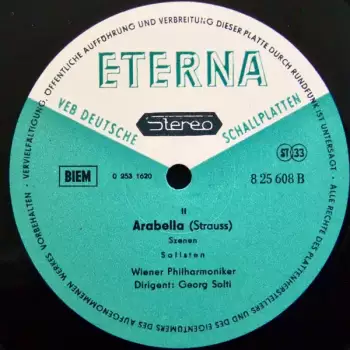 VERVIELFÄLTIGUNG, ÖFFENTLICHE AUFFÜHRUNG UND VERBREITUNG DIESER PLATTE DURCH RUNDFUNK IST UNTERSAGT · ALLE RECHTE DES PLATTENHERSTELLERS UND DES EIGENTÜMERS DES AUFGENOMMENEN WERKES VORBEHALTEN ·
ETERNA
VEB DEUTSCHE SCHALLPLATTEN
Stereo
BIEM
0 253 1620
ST 33
8 25 608 B
II
Arabella (Strauss)
Szenen
Solisten
Wiener Philharmoniker
Dirigent: Georg Solti